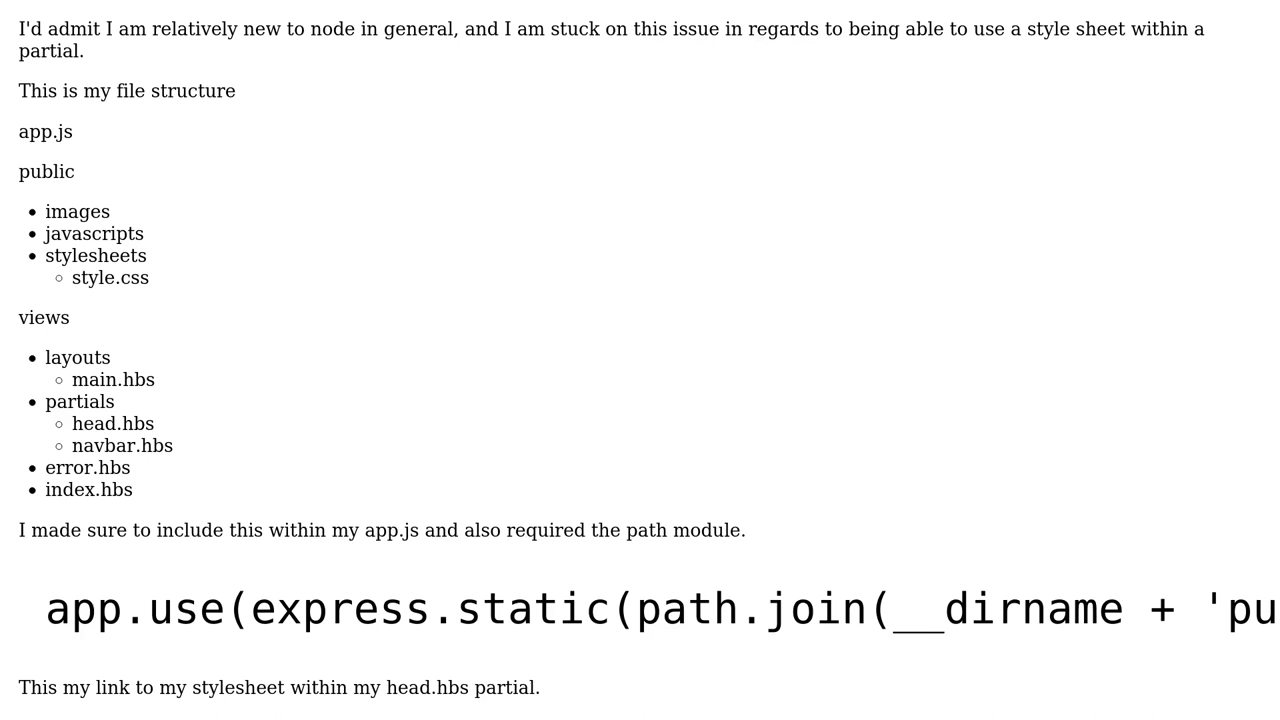 I'd admit I am relatively new to node in general, and I am stuck on this issue in regards to being able to use a style sheet within a
partial.
This is my file structure
app.js
public
images
javascripts
stylesheets
style.css
views
layouts
main.hbs
partials
head.hbs
navbar.hbs
error.hbs
index.hbs
I made sure to include this within my app.js and also required the path module.
app.use(express.static(path.join(__dirname + 'pu
This my link to my stylesheet within my head.hbs partial.